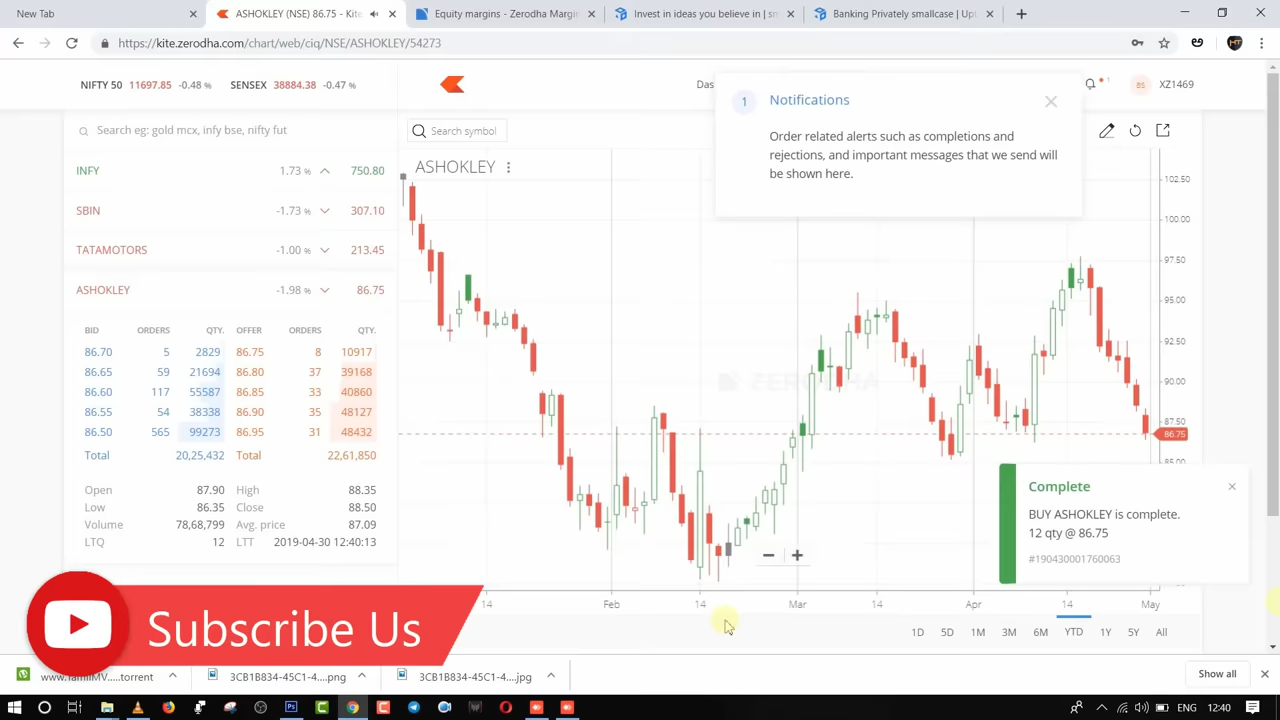 New Tab
ASHOKLEY (NSE) 86.75 - Kite
Equity margins - Zerodha Margin
Invest in ideas you believe in | sm
Banking Privately smallcase | Up
https://kite.zerodha.com/chart/web/ciq/NSE/ASHOKLEY/54273
NIFTY 50 11697.85 -0.48 % SENSEX 38884.38 -0.47 %
Das
1 Notifications
Order related alerts such as completions and
rejections, and important messages that we send will
be shown here.
BS XZ1469
Search eg: gold mcx, infy bse, nifty fut
Search symbol
INFY 1.73 % 750.80
SBIN -1.73 % 307.10
TATAMOTORS -1.00 % 213.45
ASHOKLEY -1.98 % 86.75
BID ORDERS QTY. OFFER ORDERS QTY.
86.70 5 2829 86.75 8 10917
86.65 59 21694 86.80 37 39168
86.60 117 55587 86.85 33 40860
86.55 54 38338 86.90 35 48127
86.50 565 99273 86.95 31 48432
Total 20,25,432 Total 22,61,850
Open 87.90 High 88.35
Low 86.35 Close 88.50
Volume 78,68,799 Avg. price 87.09
LTQ 12 LTT 2019-04-30 12:40:13
ASHOKLEY
ZERODHA
102.50
100.00
97.50
95.00
92.50
90.00
87.50
86.75
85.00
Complete
BUY ASHOKLEY is complete.
12 qty @ 86.75
#190430001760063
14 Feb 14 Mar 14 Apr 14 May
1D 5D 1M 3M 6M YTD 1Y 5Y All
Subscribe Us
www.TamilMV.....torrent
3CB1B834-45C1-4....png
3CB1B834-45C1-4....jpg
Show all
ENG 12:40